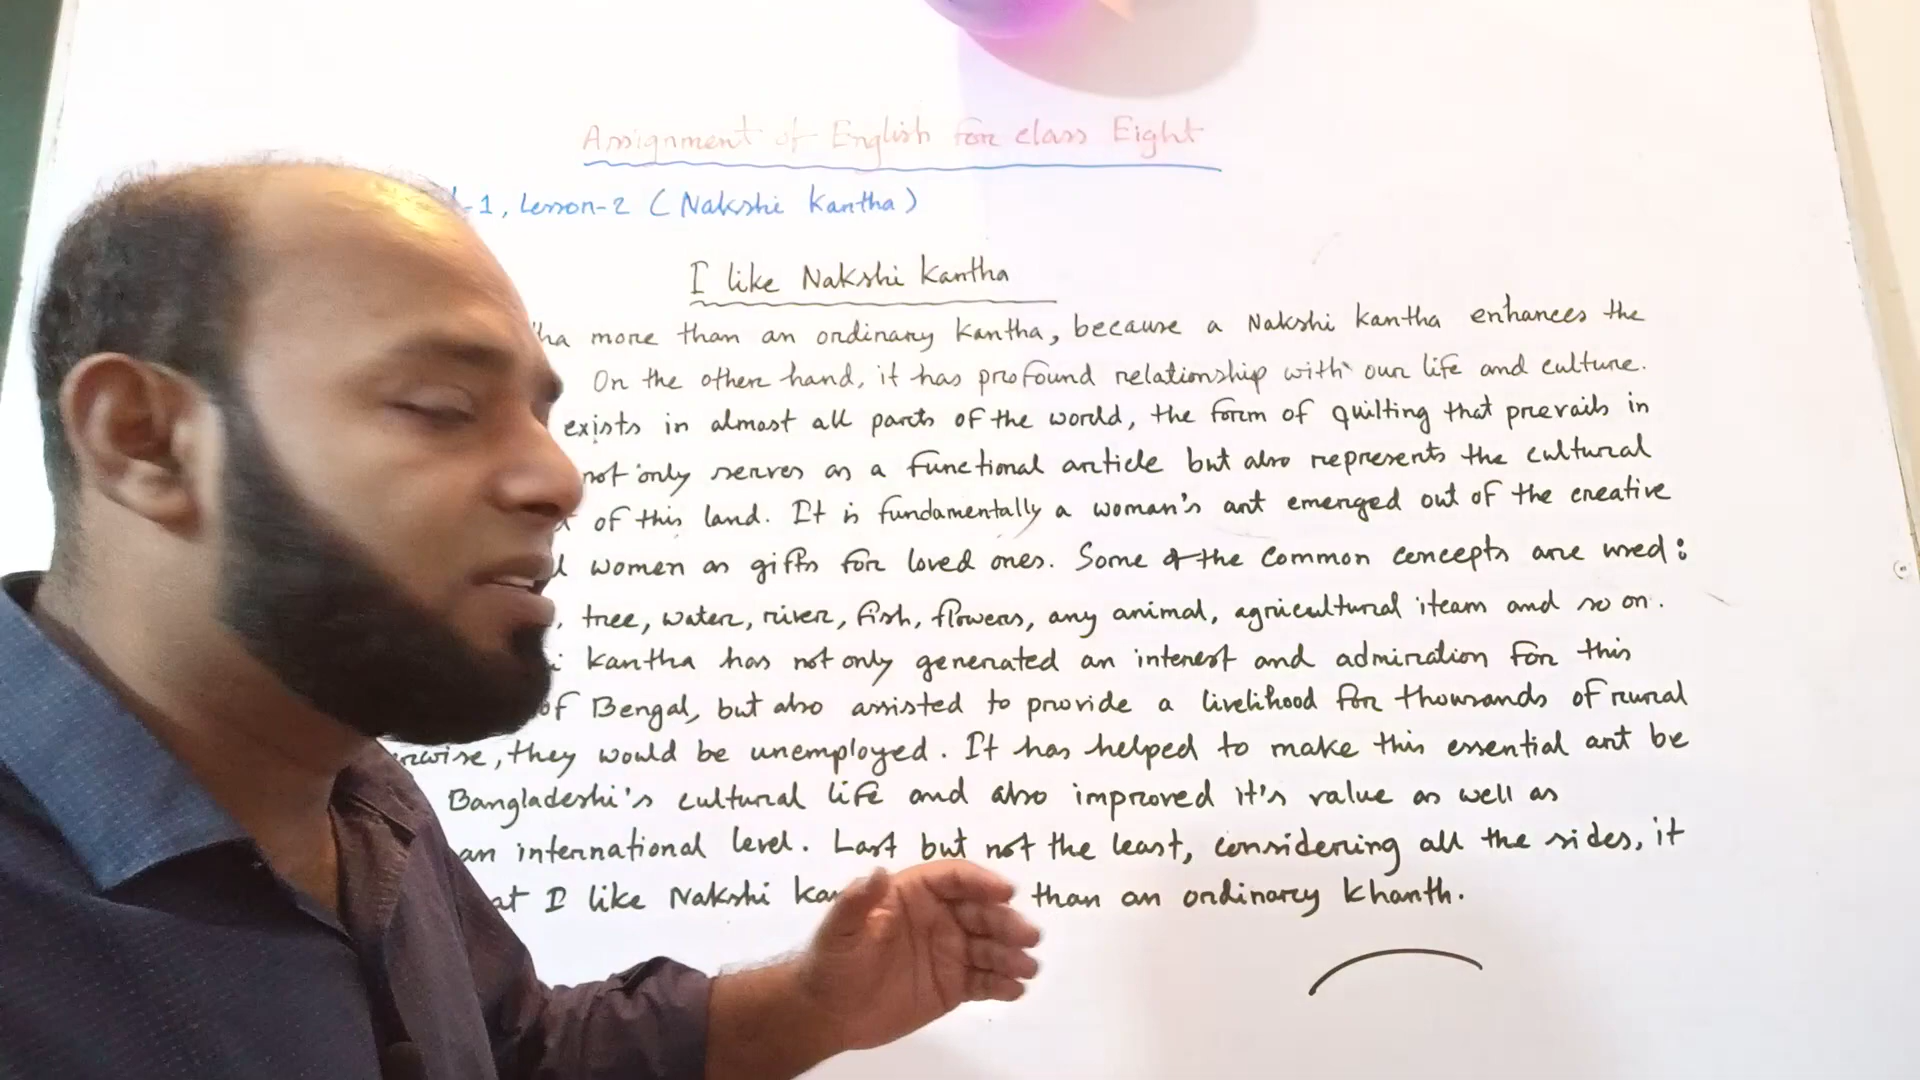 Assignment of English for class Eight
-1, Lesson-2 (Nakshi Kantha)
I like Nakshi Kantha
more than an ordinary Kantha, because a Nakshi Kantha enhances the
On the other hand, it has profound relationship with our life and culture.
exists in almost all parts of the world, the form of quilting that prevails in
not only serves as a functional article but also represents the cultural
of this land. It is fundamentally a woman's art emerged out of the creative
women as gifts for loved ones. Some of the common concepts are used:
, tree, water, river, fish, flowers, any animal, agricultural iteam and so on.
Kantha has not only generated an interest and admiration for this
of Bengal, but also assisted to provide a livelihood for thousands of rural
, they would be unemployed. It has helped to make this essential art be
Bangladeshi's cultural life and also improved it's value as well as
an international level. Last but not the least, considering all the sides, it
I like Nakshi than an ordinary Khanth.